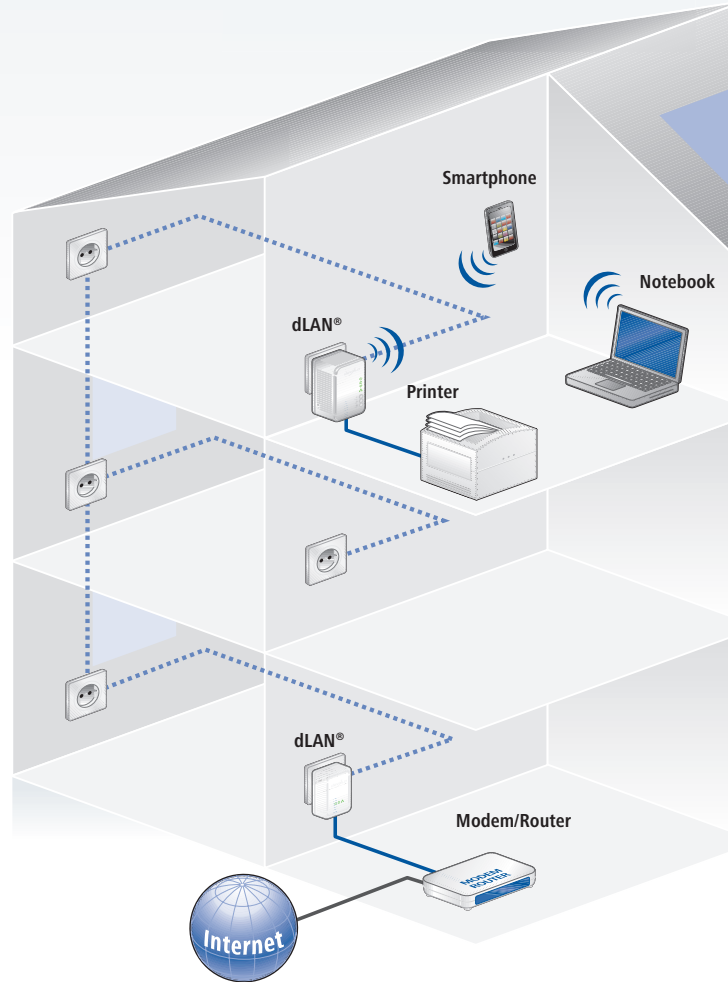 Smartphone
Notebook
dLAN®
Printer
dLAN®
Modem/Router
MODEM
ROUTER
Internet